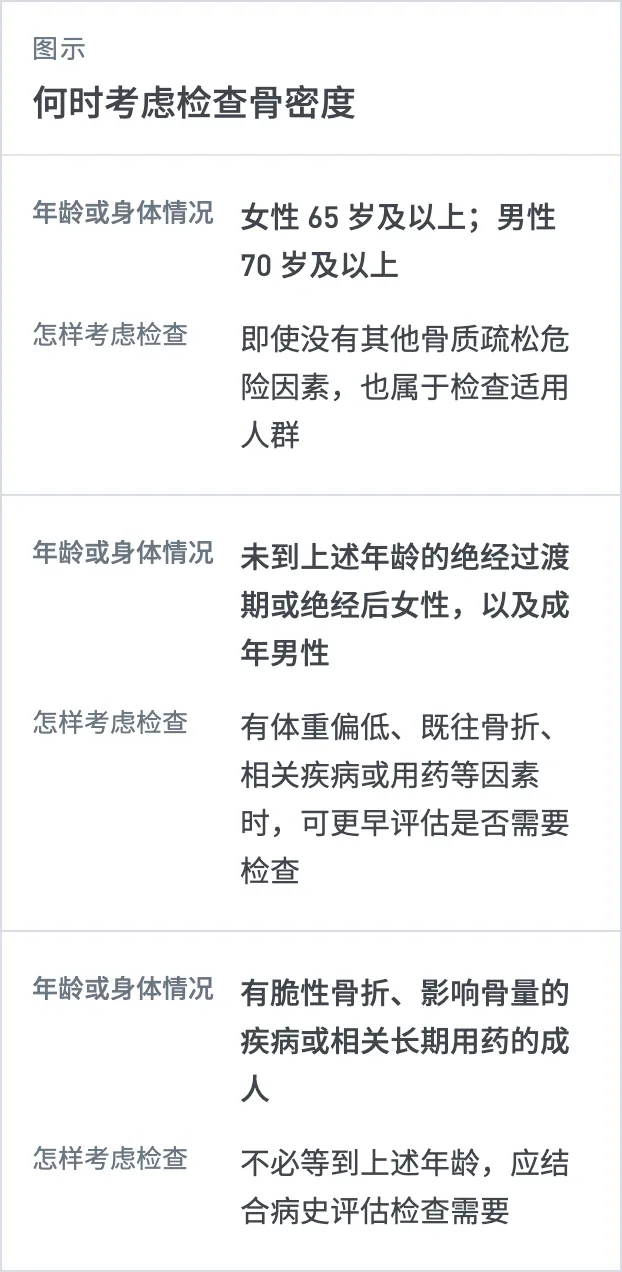 图示
何时考虑检查骨密度
年龄或身体情况
女性 65 岁及以上；男性
70 岁及以上
怎样考虑检查
即使没有其他骨质疏松危
险因素，也属于检查适用
人群
年龄或身体情况
未到上述年龄的绝经过渡
期或绝经后女性，以及成
年男性
怎样考虑检查
有体重偏低、既往骨折、
相关疾病或用药等因素
时，可更早评估是否需要
检查
年龄或身体情况
有脆性骨折、影响骨量的
疾病或相关长期用药的成
人
怎样考虑检查
不必等到上述年龄，应结
合病史评估检查需要